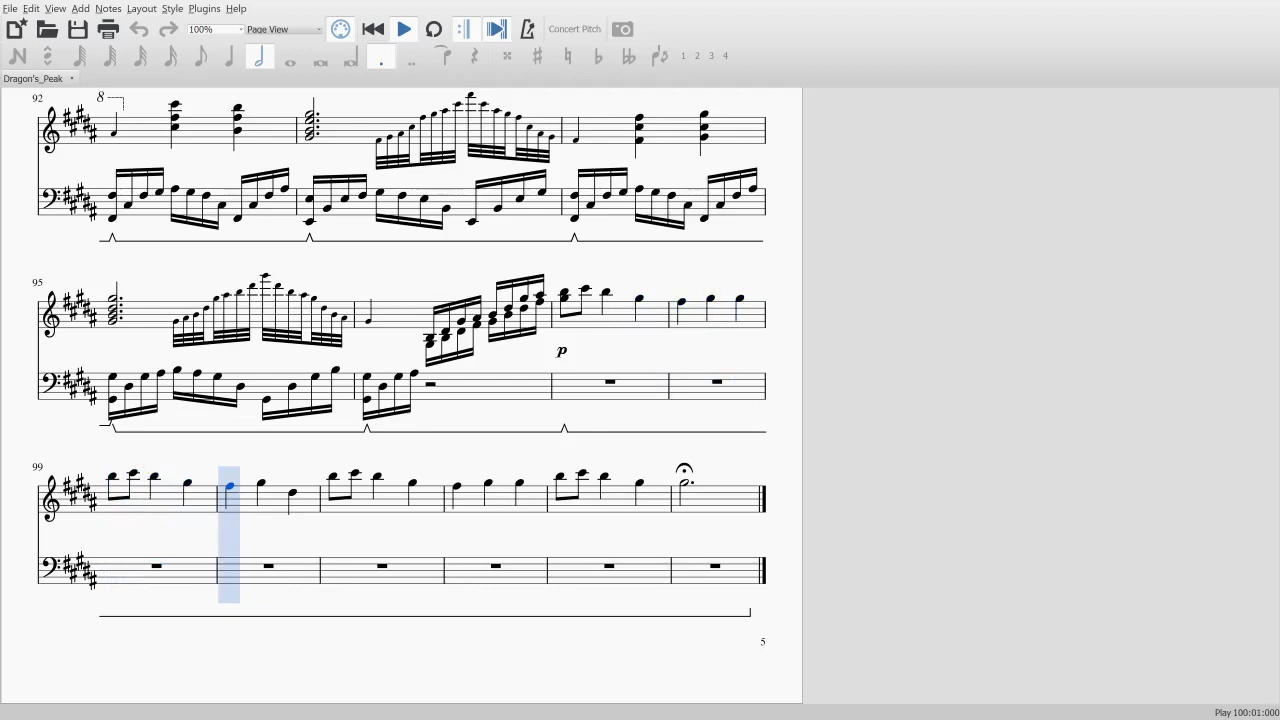 File Edit View Add Notes Layout Style Plugins Help
100% Page View Concert Pitch
1 2 3 4
Dragon's_Peak
8
92
95
p
99
5
Play 100:01:000